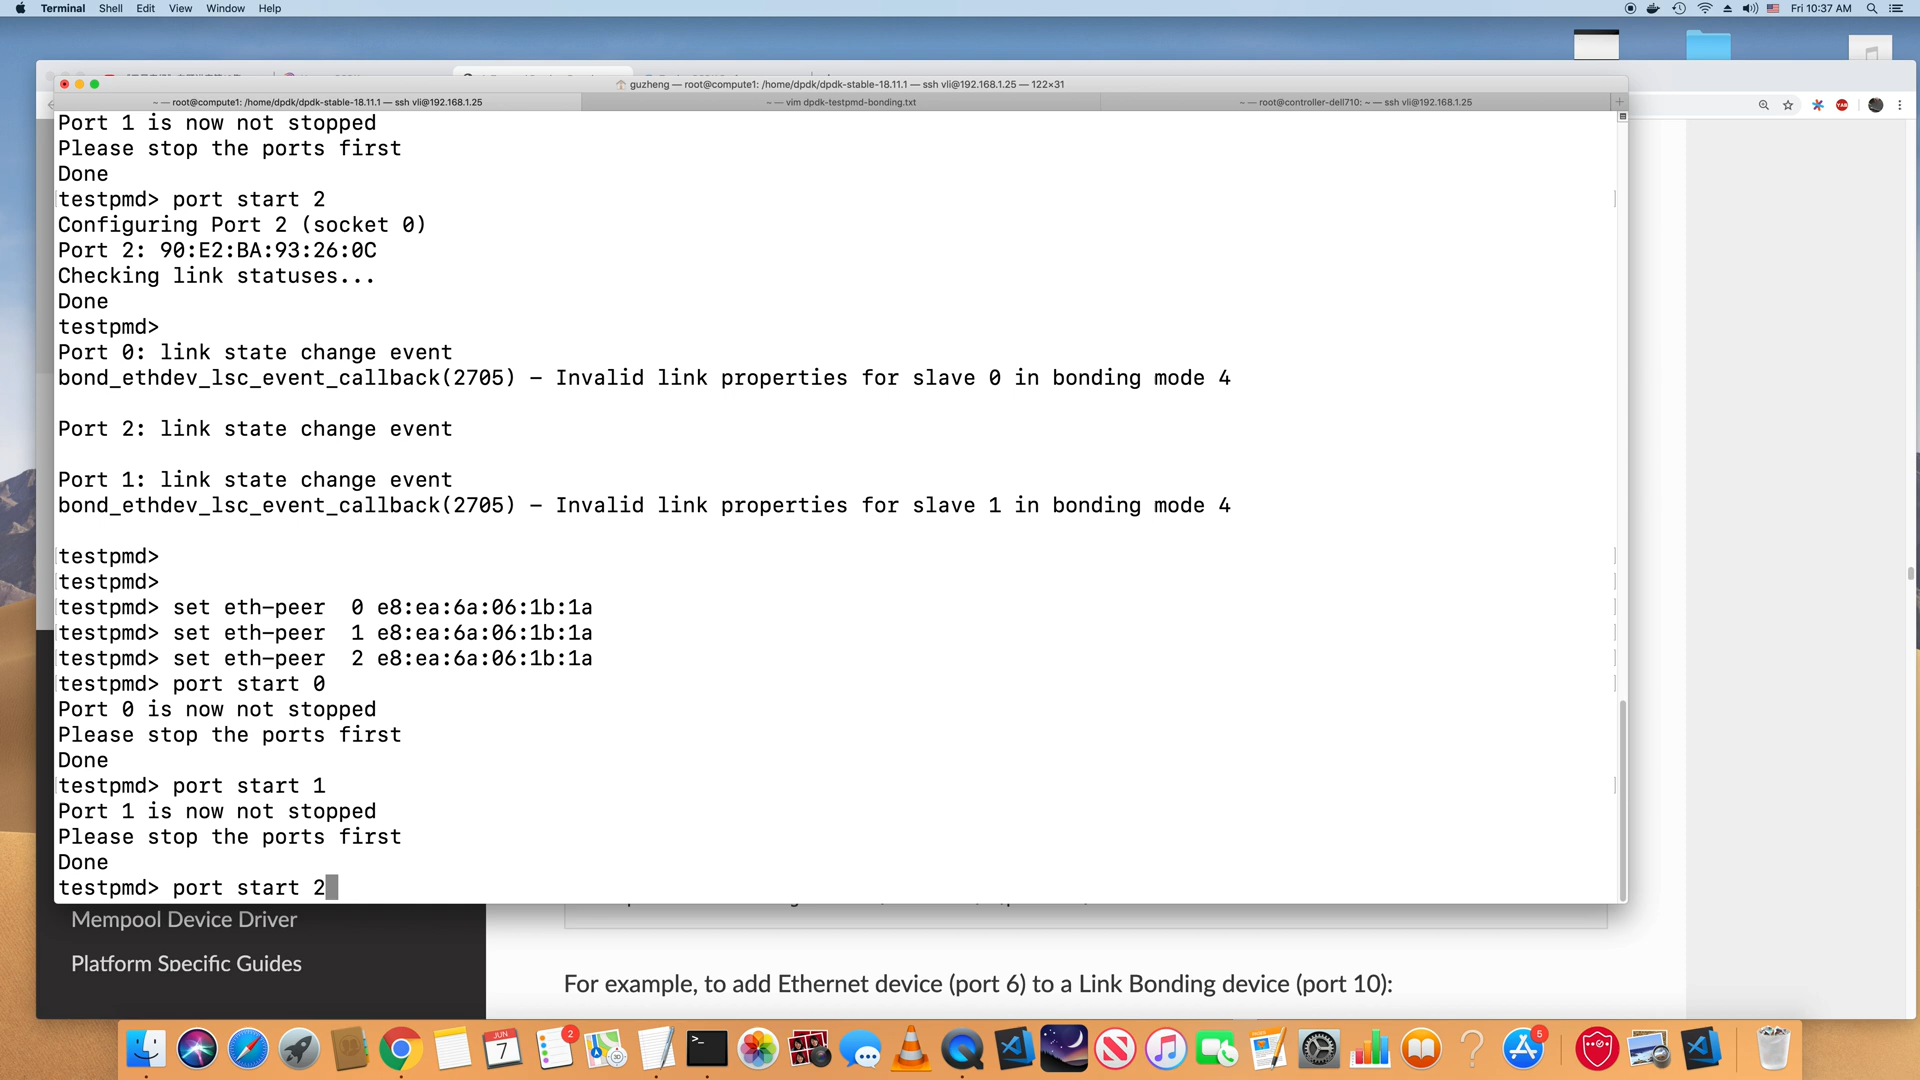 Terminal Shell Edit View Window Help
Fri 10:37 AM
guzheng — root@compute1: /home/dpdk/dpdk-stable-18.11.1 — ssh vli@192.168.1.25 — 122×31
~ — root@compute1: /home/dpdk/dpdk-stable-18.11.1 — ssh vli@192.168.1.25
~ — vim dpdk-testpmd-bonding.txt
~ — root@controller-dell710: ~ — ssh vli@192.168.1.25
Port 1 is now not stopped
Please stop the ports first
Done
testpmd> port start 2
Configuring Port 2 (socket 0)
Port 2: 90:E2:BA:93:26:0C
Checking link statuses...
Done
testpmd>
Port 0: link state change event
bond_ethdev_lsc_event_callback(2705) – Invalid link properties for slave 0 in bonding mode 4
Port 2: link state change event
Port 1: link state change event
bond_ethdev_lsc_event_callback(2705) – Invalid link properties for slave 1 in bonding mode 4
testpmd>
testpmd>
testpmd> set eth-peer  0 e8:ea:6a:06:1b:1a
testpmd> set eth-peer  1 e8:ea:6a:06:1b:1a
testpmd> set eth-peer  2 e8:ea:6a:06:1b:1a
testpmd> port start 0
Port 0 is now not stopped
Please stop the ports first
Done
testpmd> port start 1
Port 1 is now not stopped
Please stop the ports first
Done
testpmd> port start 2
Mempool Device Driver
Platform Specific Guides
For example, to add Ethernet device (port 6) to a Link Bonding device (port 10):
JUN
7
2
3D
5